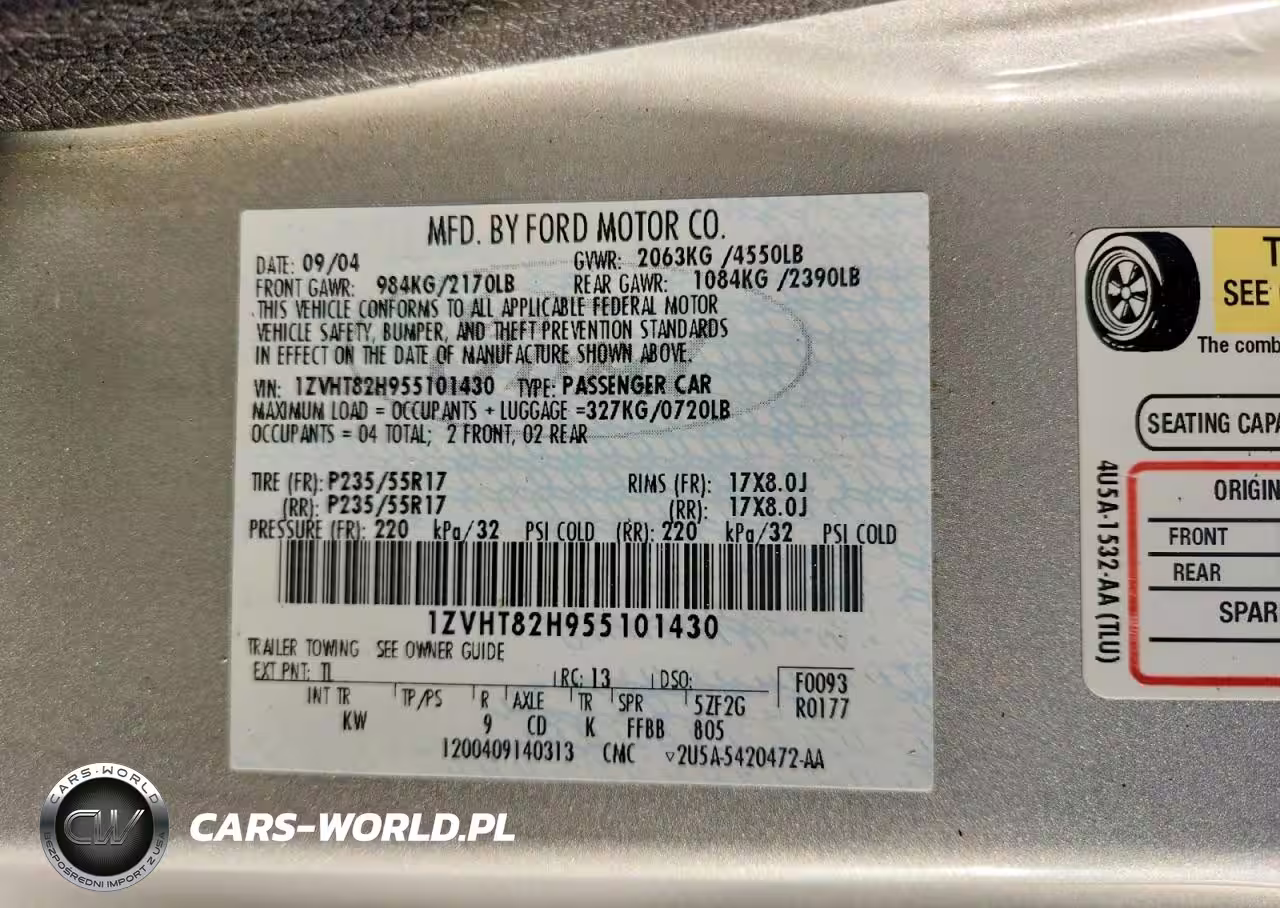 MFD. BY FORD MOTOR CO.
DATE: 09/04 GVWR: 2063KG /4550LB
FRONT GAWR: 984KG/2170LB REAR GAWR: 1084KG /2390LB
THIS VEHICLE CONFORMS TO ALL APPLICABLE FEDERAL MOTOR
VEHICLE SAFETY, BUMPER, AND THEFT PREVENTION STANDARDS
IN EFFECT ON THE DATE OF MANUFACTURE SHOWN ABOVE.
VIN: 1ZVHT82H955101430 TYPE: PASSENGER CAR
MAXIMUM LOAD = OCCUPANTS + LUGGAGE =327KG/0720LB
OCCUPANTS = 04 TOTAL; 2 FRONT, 02 REAR
TIRE (FR): P235/55R17 RIMS (FR): 17X8.0J
(RR): P235/55R17 (RR): 17X8.0J
PRESSURE (FR): 220 kPa/32 PSI COLD (RR): 220 kPa/32 PSI COLD
1ZVHT82H955101430
TRAILER TOWING SEE OWNER GUIDE
EXT PNT: TL RC: 13 DSO: F0093
INT TR TP/PS R AXLE TR SPR 5ZF2G R0177
KW 9 CD K FFBB 805
1200409140313 CMC ▿2U5A-5420472-AA
T
SEE
The comb
SEATING CAPA
4U5A-1532-AA (TLU)
ORIGIN
FRONT
REAR
SPAR
CARS-WORLD
CW
BEZPOŚREDNI IMPORT Z USA
CARS-WORLD.PL